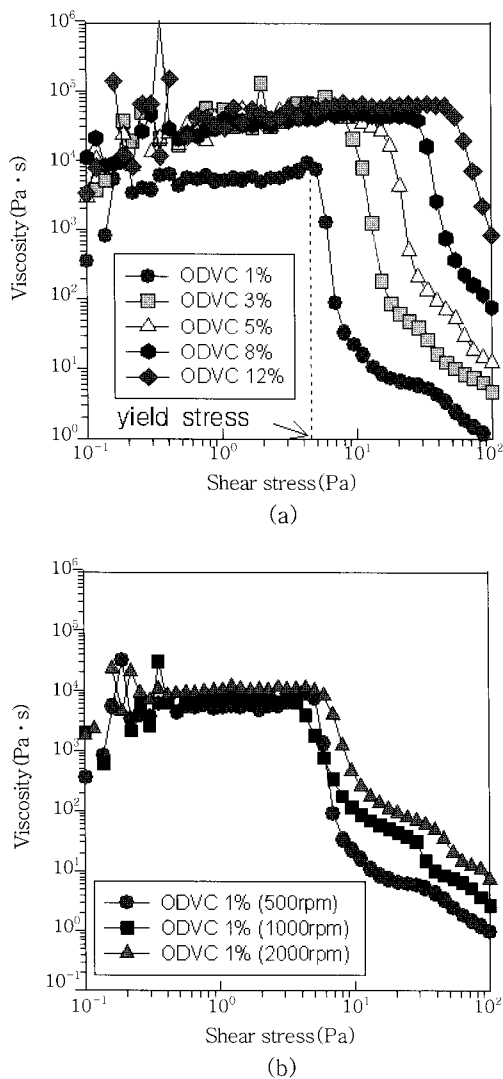 10^6
10^5
10^4
10^3
10^2
10^1
10^0
Viscosity(Pa·s)
ODVC 1%
ODVC 3%
ODVC 5%
ODVC 8%
ODVC 12%
yield stress
10^-1
10^0
10^1
10^2
Shear stress(Pa)
(a)
10^6
10^5
10^4
10^3
10^2
10^1
10^0
10^-1
Viscosity(Pa·s)
ODVC 1% (500rpm)
ODVC 1% (1000rpm)
ODVC 1% (2000rpm)
10^-1
10^0
10^1
10^2
Shear stress(Pa)
(b)